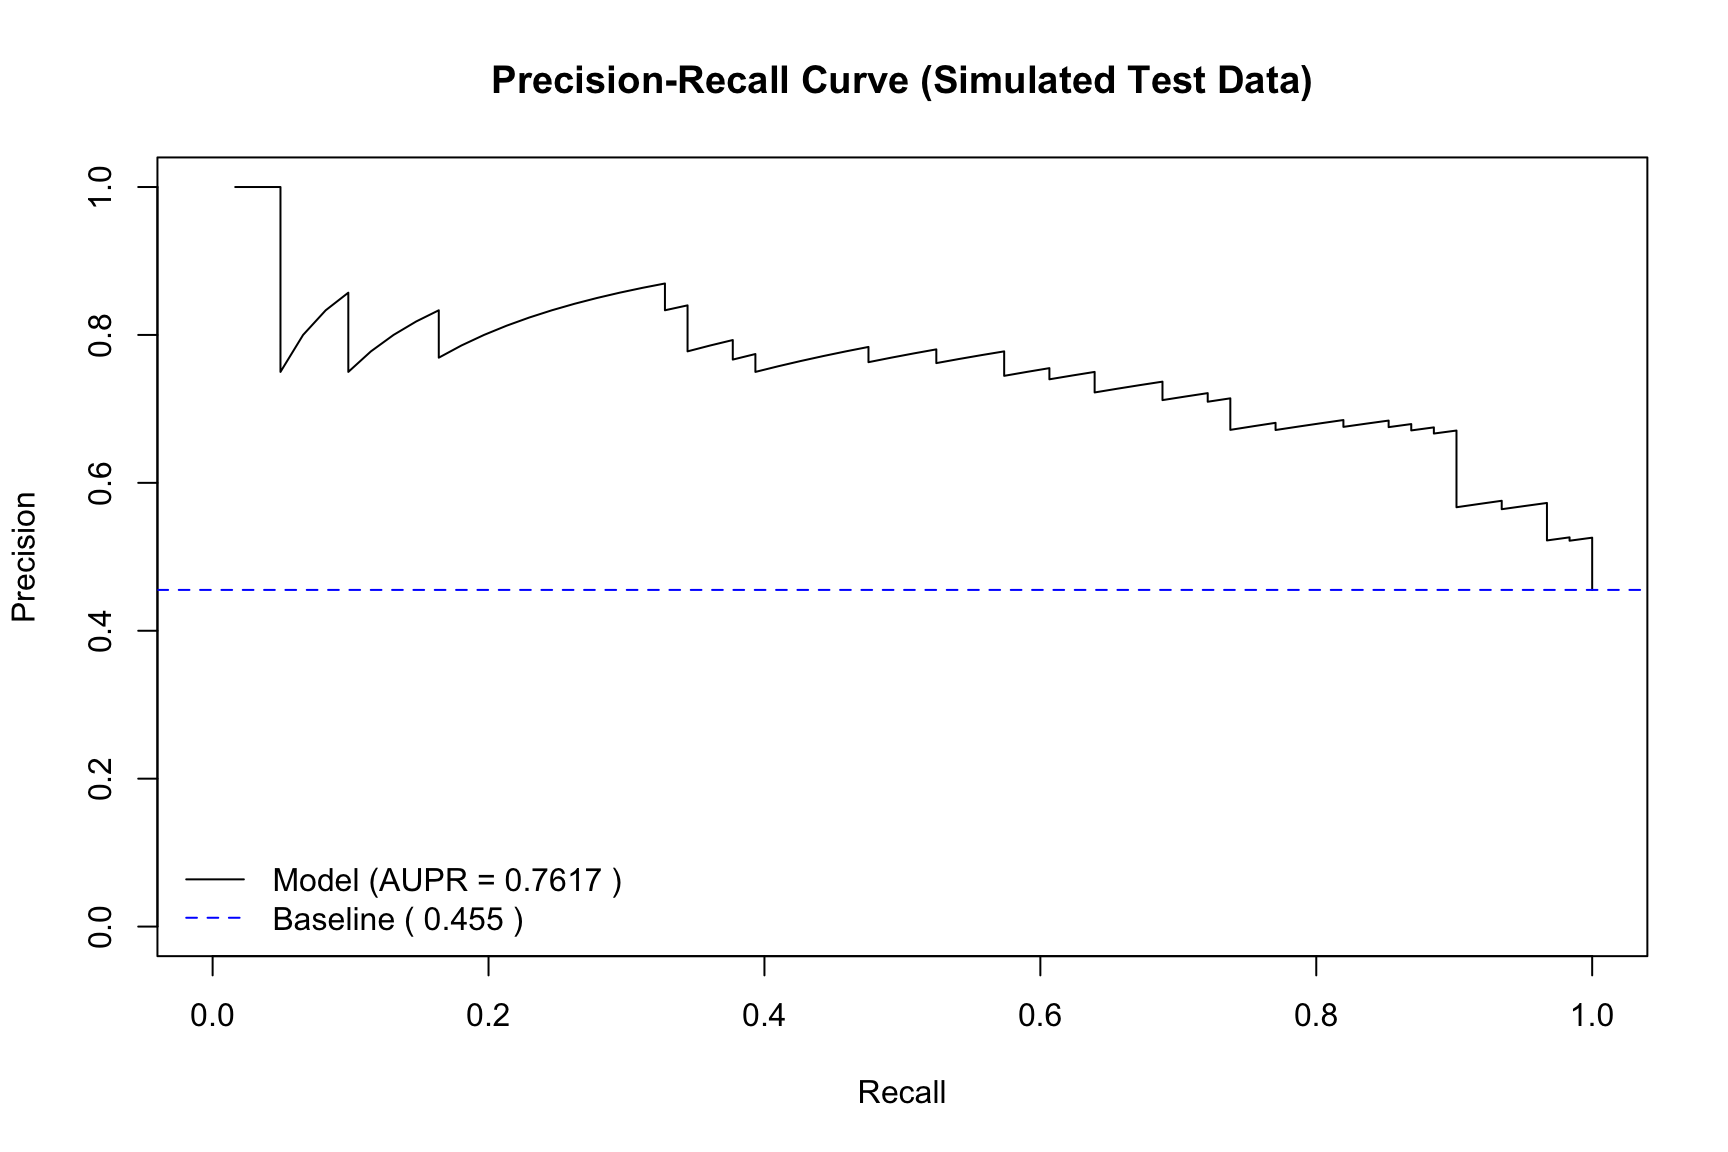 Precision-Recall Curve (Simulated Test Data)
Precision
1.0
0.8
0.6
0.4
0.2
0.0
Model (AUPR = 0.7617 )
Baseline ( 0.455 )
0.0 0.2 0.4 0.6 0.8 1.0
Recall